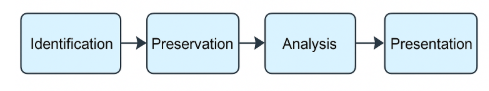 Identification
Preservation
Analysis
Presentation